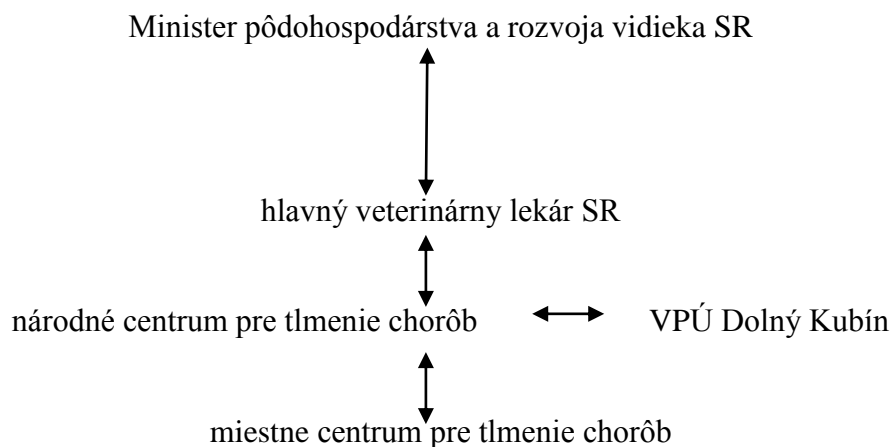 Minister pôdohospodárstva a rozvoja vidieka SR
hlavný veterinárny lekár SR
národné centrum pre tlmenie chorôb VPÚ Dolný Kubín
miestne centrum pre tlmenie chorôb